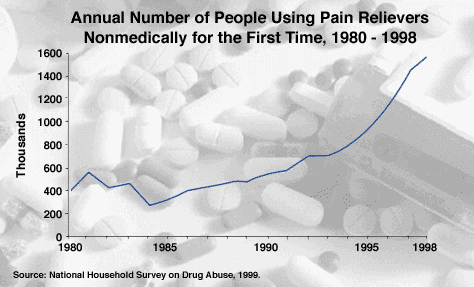 Annual Number of People Using Pain Relievers
Nonmedically for the First Time, 1980 - 1998
Thousands
1600
1400
1200
1000
800
600
400
200
0
1980 1985 1990 1995 1998
Source: National Household Survey on Drug Abuse, 1999.